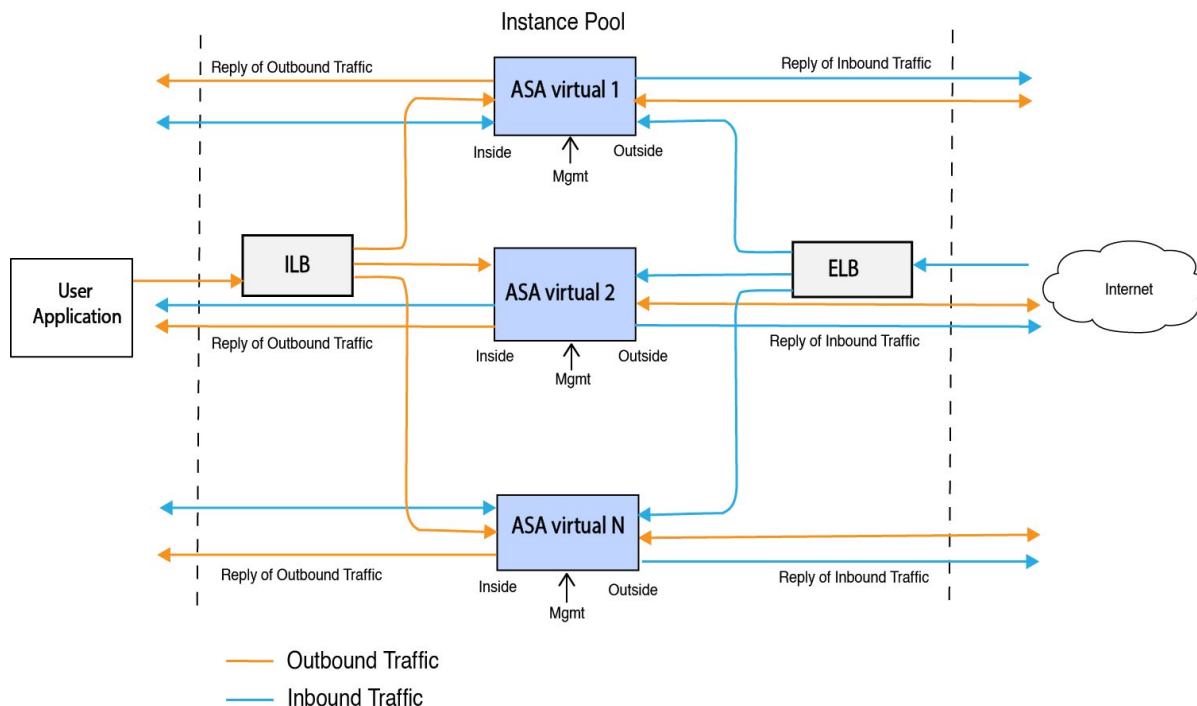 Instance Pool
Reply of Outbound Traffic
ASA virtual 1
Reply of Inbound Traffic
Inside
Outside
Mgmt
User
Application
ILB
ASA virtual 2
ELB
Internet
Reply of Outbound Traffic
Inside
Outside
Reply of Inbound Traffic
Mgmt
ASA virtual N
Reply of Outbound Traffic
Inside
Outside
Reply of Inbound Traffic
Mgmt
Outbound Traffic
Inbound Traffic